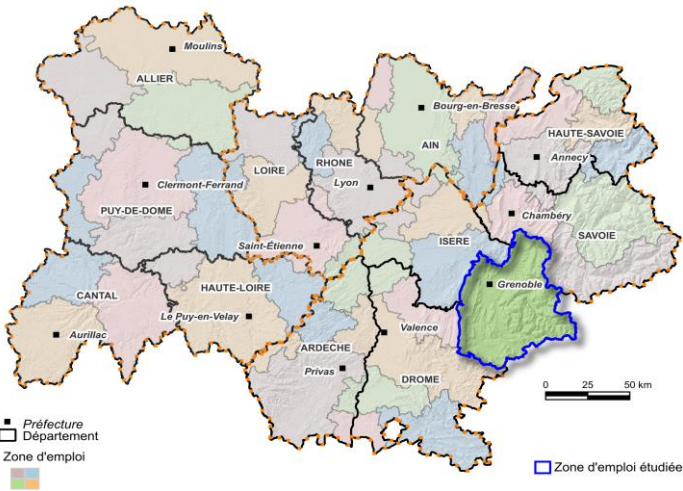 Moulins
ALLIER
Bourg-en-Bresse
AIN
HAUTE-SAVOIE
Annecy
LOIRE
RHONE
Lyon
Clermont-Ferrand
PUY-DE-DOME
Chambéry
SAVOIE
Saint-Étienne
ISERE
Grenoble
HAUTE-LOIRE
CANTAL
Le Puy-en-Velay
Aurillac
Valence
ARDECHE
Privas
DROME
0 25 50 km
Préfecture
Département
Zone d'emploi
Zone d'emploi étudiée